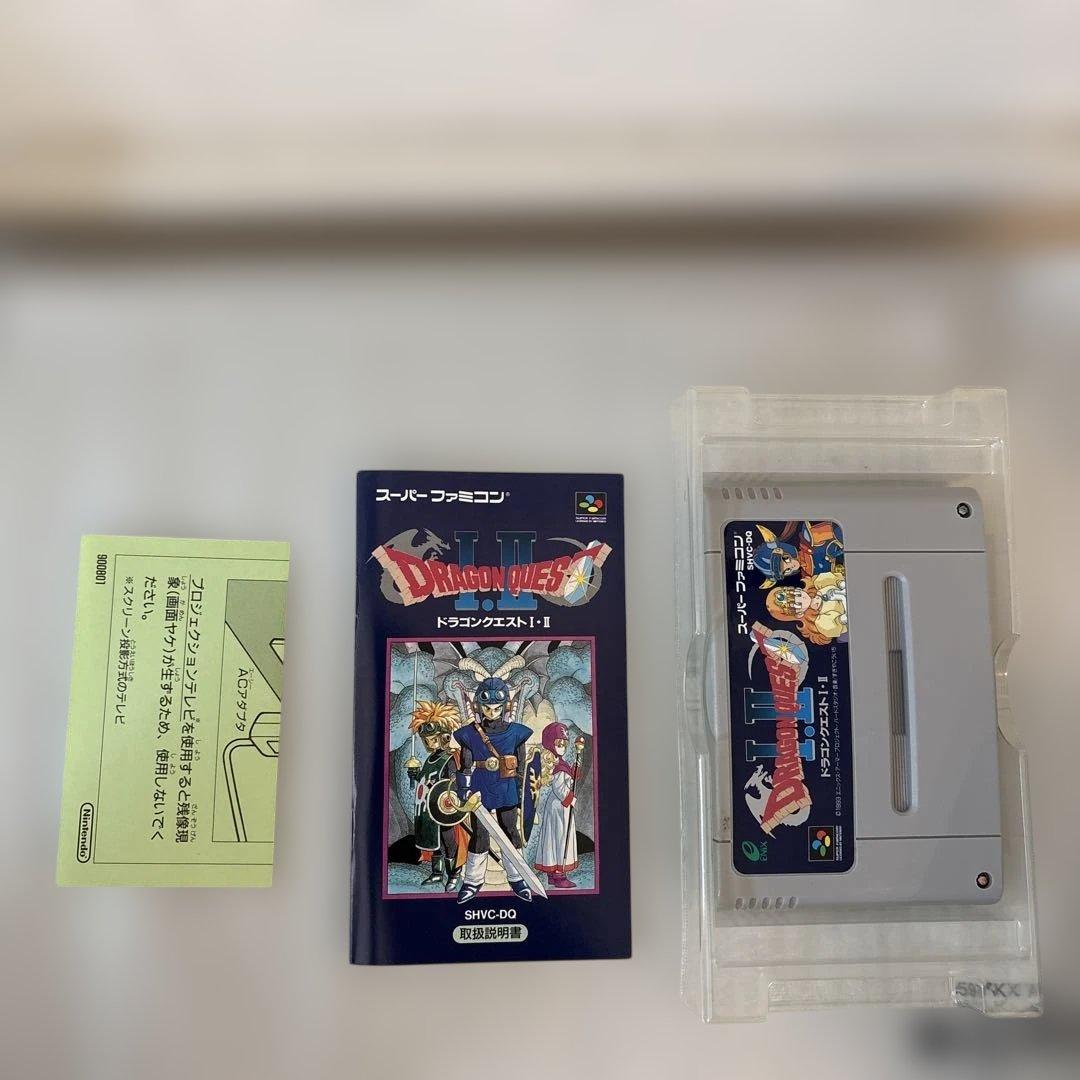 900801
プロジェクションテレビを使用すると残像現
象(画面ヤケ)が生ずるため、使用しないでく
ださい。
※スクリーン投影方式のテレビ
ACアダプタ
Nintendo
スーパーファミコン®
SUPER FAMICOM
I・II
DRAGON QUEST
ドラゴンクエストI・II
SHVC-DQ
取扱説明書
スーパーファミコン®
SHVC-DQ
I・II
DRAGON QUEST
ドラゴンクエストI・II
ENIX
SUPER FAMICOM